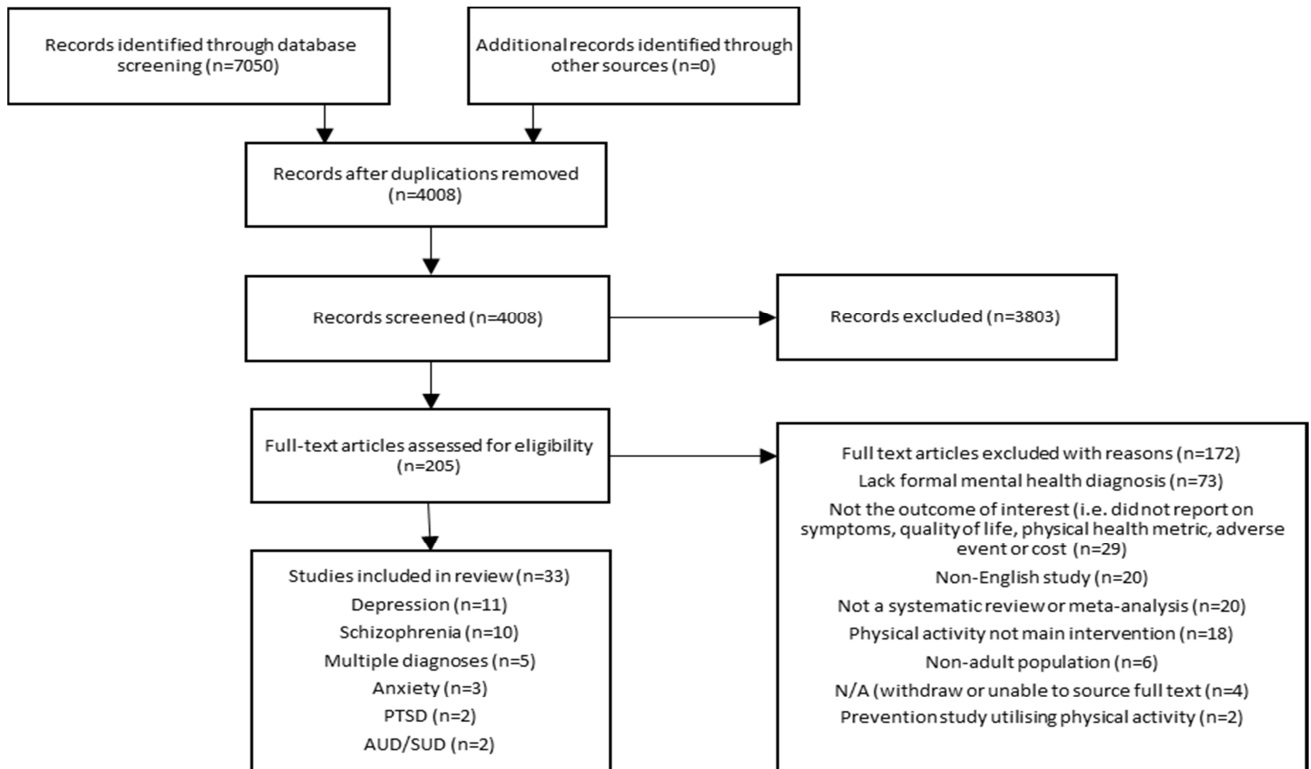 Records identified through database
screening (n=7050)
Additional records identified through
other sources (n=0)
Records after duplications removed
(n=4008)
Records screened (n=4008)
Records excluded (n=3803)
Full-text articles assessed for eligibility
(n=205)
Full text articles excluded with reasons (n=172)
Lack formal mental health diagnosis (n=73)
Not the outcome of interest (i.e. did not report on
symptoms, quality of life, physical health metric, adverse
event or cost (n=29)
Non-English study (n=20)
Not a systematic review or meta-analysis (n=20)
Physical activity not main intervention (n=18)
Non-adult population (n=6)
N/A (withdraw or unable to source full text (n=4)
Prevention study utilising physical activity (n=2)
Studies included in review (n=33)
Depression (n=11)
Schizophrenia (n=10)
Multiple diagnoses (n=5)
Anxiety (n=3)
PTSD (n=2)
AUD/SUD (n=2)